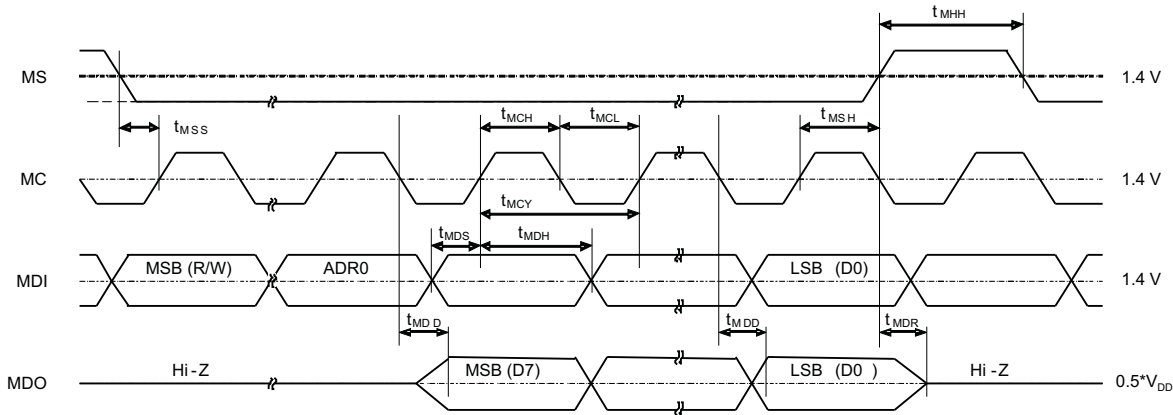 tMHH
MS
1.4 V
tMSS
tMCH
tMCL
tMSH
MC
1.4 V
tMCY
tMDS
tMDH
MSB (R/W)
ADR0
LSB (D0)
MDI
1.4 V
tMDD
tMDD
tMDR
Hi-Z
MSB (D7)
LSB (D0)
Hi-Z
MDO
0.5*VDD